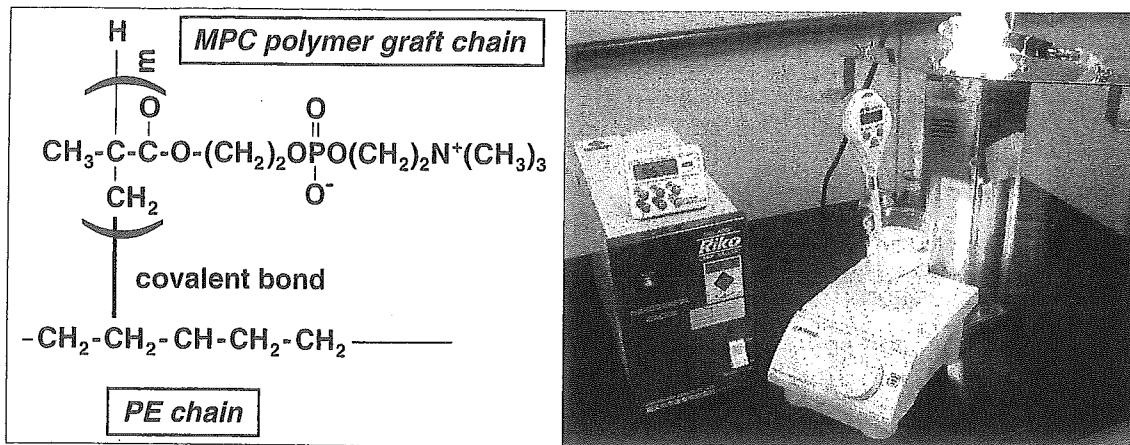 H
MPC polymer graft chain
m
O O
CH₃-C-C-O-(CH₂)₂OPO(CH₂)₂N⁺(CH₃)₃
CH₂ O⁻
covalent bond
-CH₂-CH₂-CH-CH₂-CH₂
PE chain
Riko